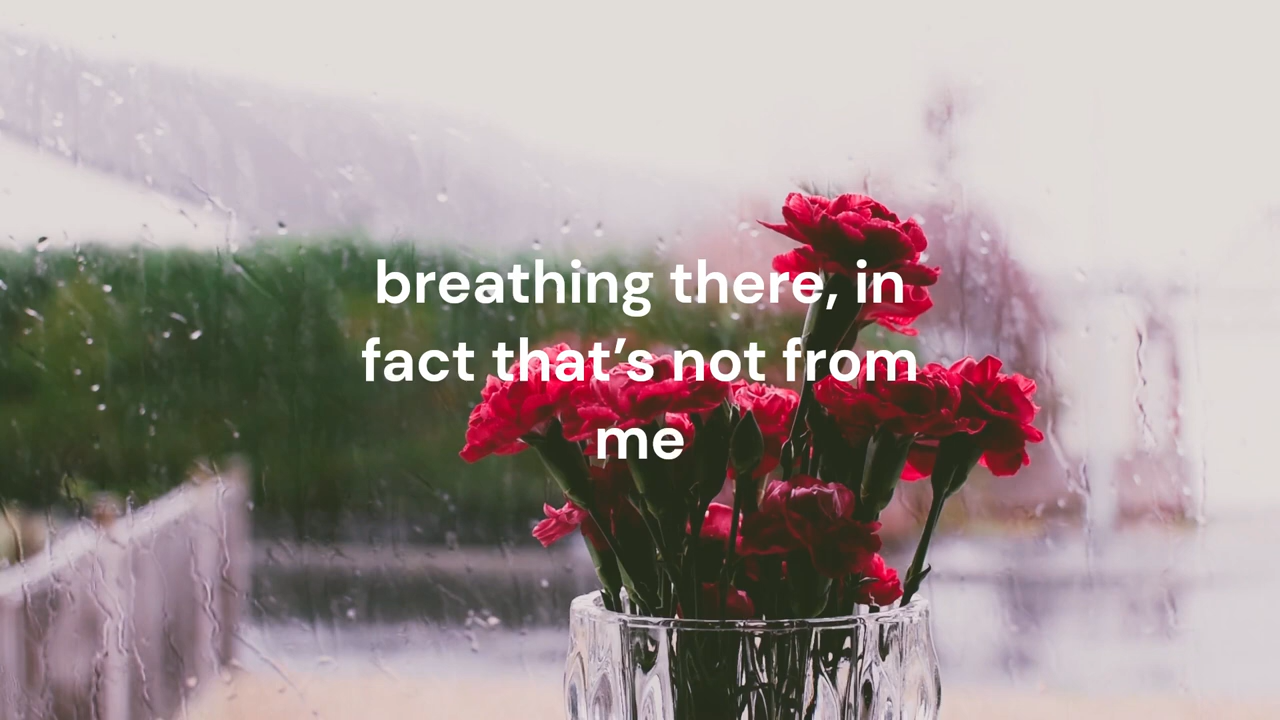 breathing there, in
fact that’s not from
me